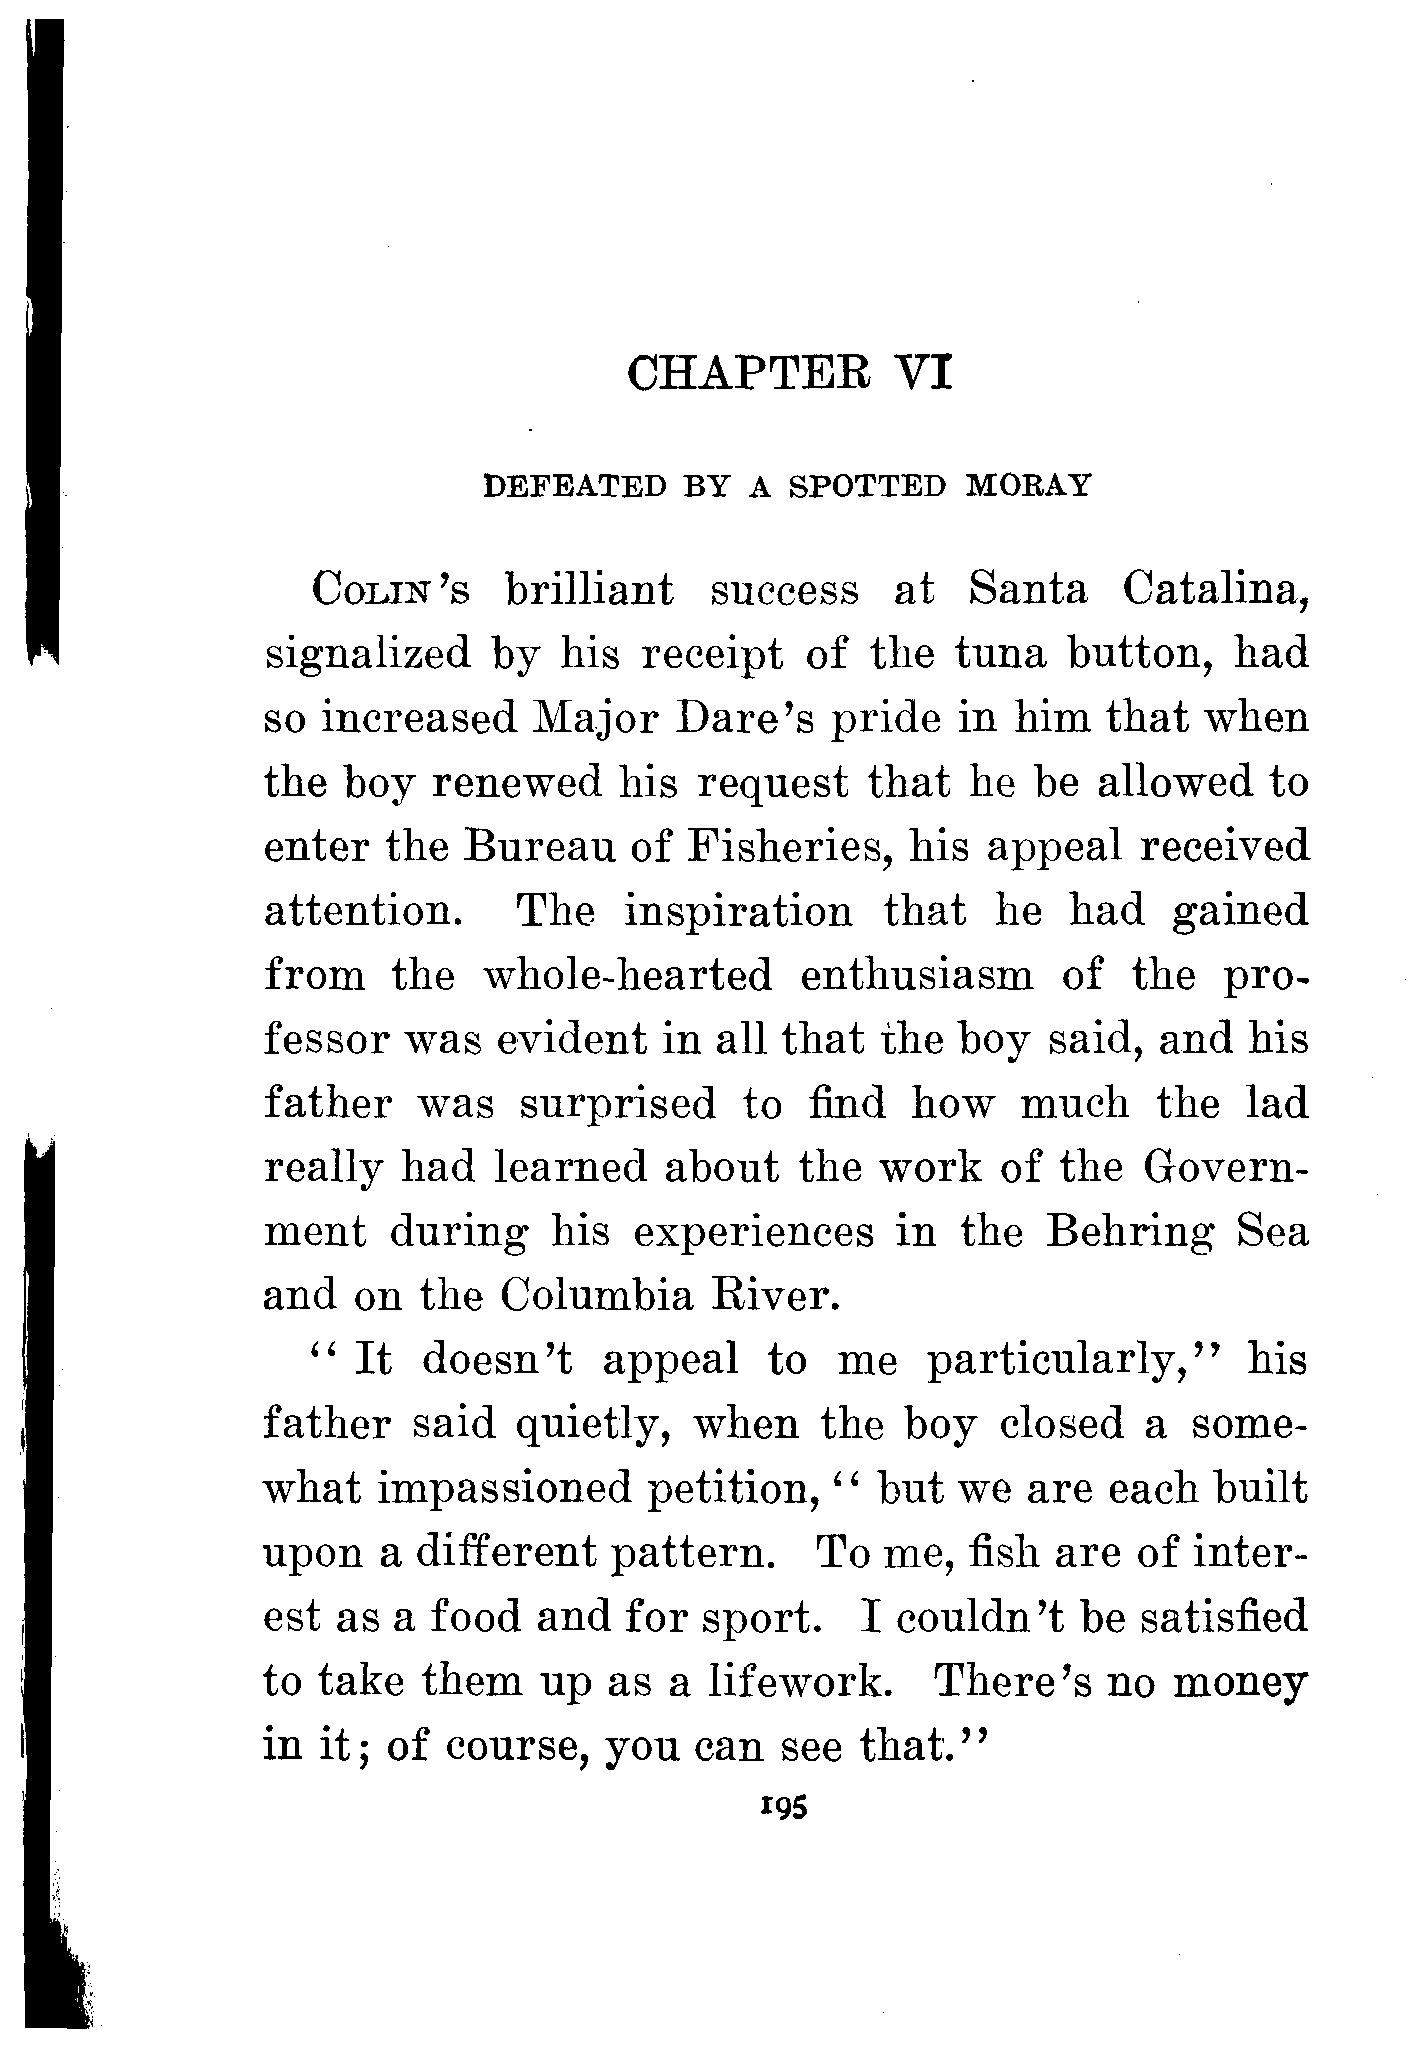 CHAPTER VI
DEFEATED BY A SPOTTED MORAY
COLIN's brilliant success at Santa Catalina,
signalized by his receipt of the tuna button, had
so increased Major Dare's pride in him that when
the boy renewed his request that he be allowed to
enter the Bureau of Fisheries, his appeal received
attention. The inspiration that he had gained
from the whole-hearted enthusiasm of the pro-
fessor was evident in all that the boy said, and his
father was surprised to find how much the lad
really had learned about the work of the Govern-
ment during his experiences in the Behring Sea
and on the Columbia River.
“ It doesn't appeal to me particularly,” his
father said quietly, when the boy closed a some-
what impassioned petition, “ but we are each built
upon a different pattern. To me, fish are of inter-
est as a food and for sport. I couldn't be satisfied
to take them up as a lifework. There's no money
in it; of course, you can see that.”
195